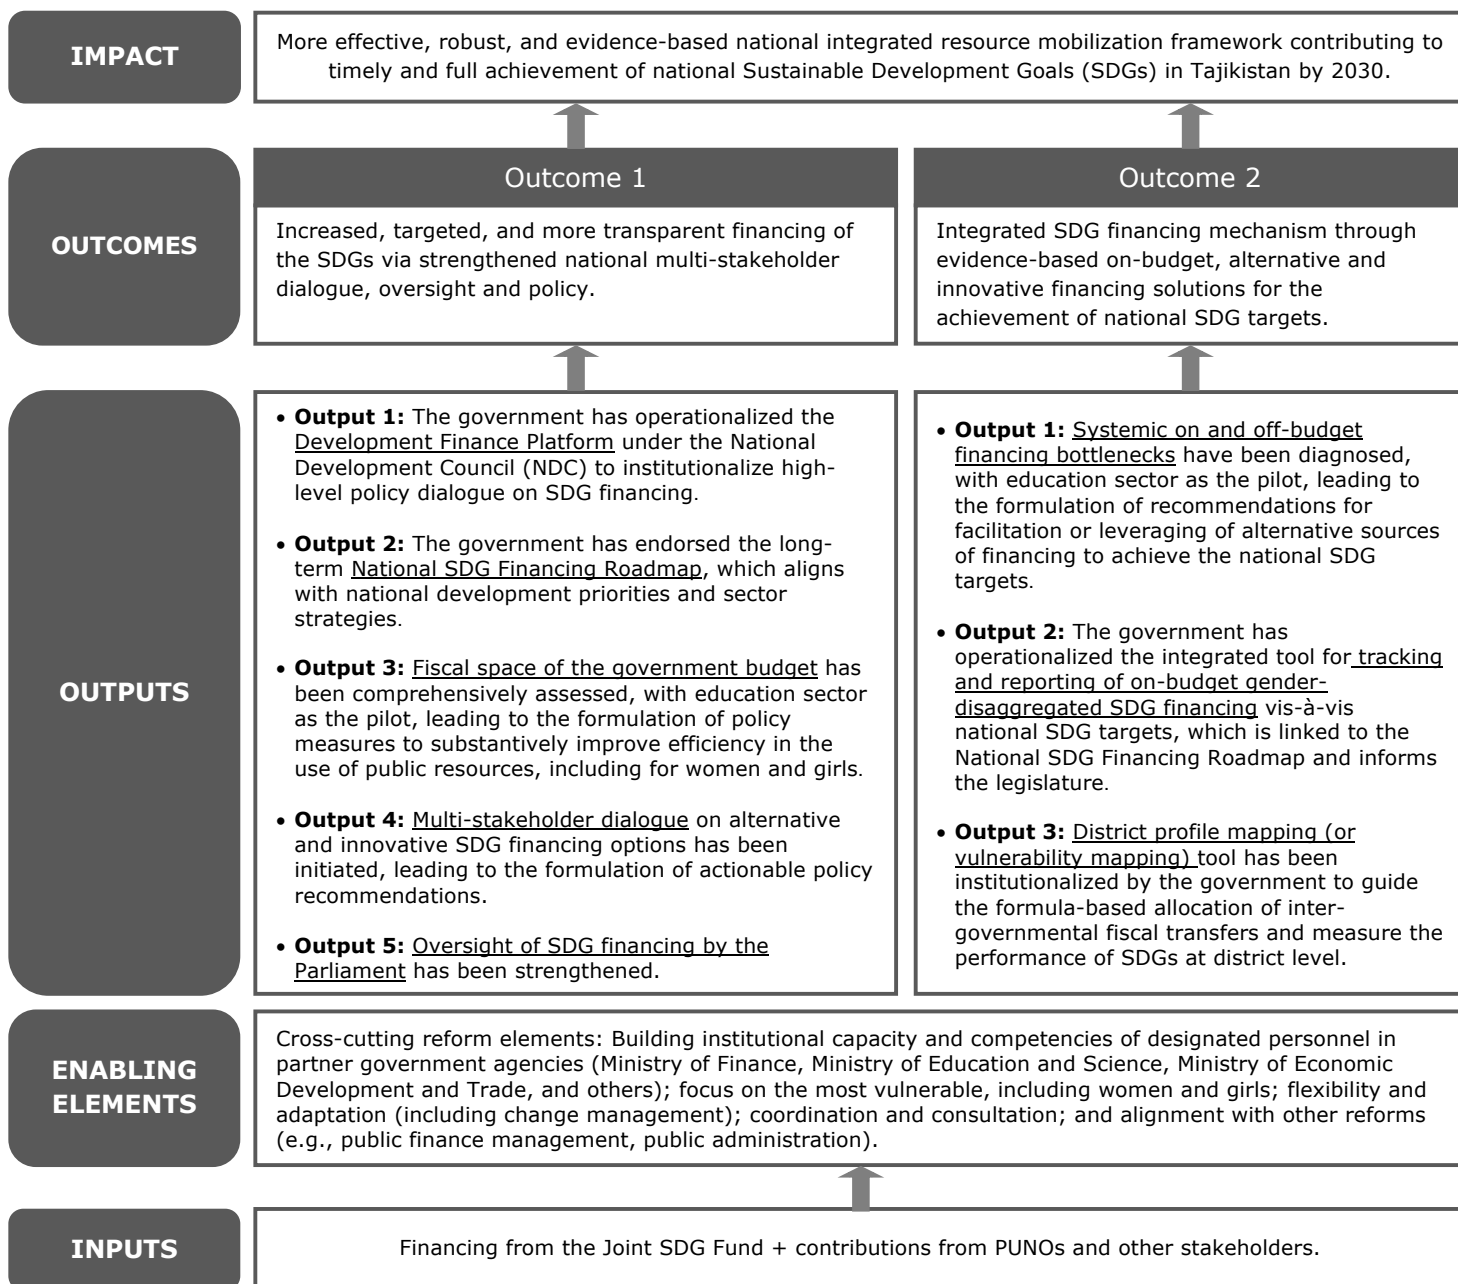 IMPACT
More effective, robust, and evidence-based national integrated resource mobilization framework contributing to
timely and full achievement of national Sustainable Development Goals (SDGs) in Tajikistan by 2030.
OUTCOMES
Outcome 1
Increased, targeted, and more transparent financing of
the SDGs via strengthened national multi-stakeholder
dialogue, oversight and policy.
Outcome 2
Integrated SDG financing mechanism through
evidence-based on-budget, alternative and
innovative financing solutions for the
achievement of national SDG targets.
OUTPUTS
• Output 1: The government has operationalized the
Development Finance Platform under the National
Development Council (NDC) to institutionalize high-
level policy dialogue on SDG financing.
• Output 2: The government has endorsed the long-
term National SDG Financing Roadmap, which aligns
with national development priorities and sector
strategies.
• Output 3: Fiscal space of the government budget has
been comprehensively assessed, with education sector
as the pilot, leading to the formulation of policy
measures to substantively improve efficiency in the
use of public resources, including for women and girls.
• Output 4: Multi-stakeholder dialogue on alternative
and innovative SDG financing options has been
initiated, leading to the formulation of actionable policy
recommendations.
• Output 5: Oversight of SDG financing by the
Parliament has been strengthened.
• Output 1: Systemic on and off-budget
financing bottlenecks have been diagnosed,
with education sector as the pilot, leading to
the formulation of recommendations for
facilitation or leveraging of alternative sources
of financing to achieve the national SDG
targets.
• Output 2: The government has
operationalized the integrated tool for tracking
and reporting of on-budget gender-
disaggregated SDG financing vis-à-vis
national SDG targets, which is linked to the
National SDG Financing Roadmap and informs
the legislature.
• Output 3: District profile mapping (or
vulnerability mapping) tool has been
institutionalized by the government to guide
the formula-based allocation of inter-
governmental fiscal transfers and measure the
performance of SDGs at district level.
ENABLING
ELEMENTS
Cross-cutting reform elements: Building institutional capacity and competencies of designated personnel in
partner government agencies (Ministry of Finance, Ministry of Education and Science, Ministry of Economic
Development and Trade, and others); focus on the most vulnerable, including women and girls; flexibility and
adaptation (including change management); coordination and consultation; and alignment with other reforms
(e.g., public finance management, public administration).
INPUTS
Financing from the Joint SDG Fund + contributions from PUNOs and other stakeholders.